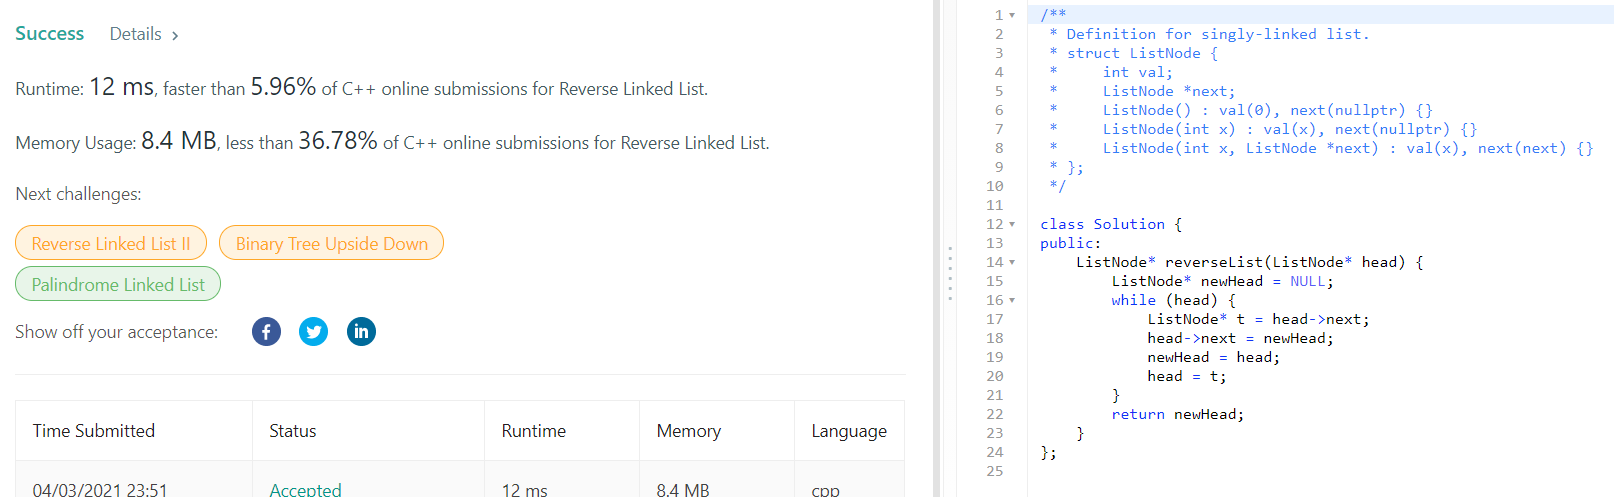 Success Details >
Runtime: 12 ms, faster than 5.96% of C++ online submissions for Reverse Linked List.
Memory Usage: 8.4 MB, less than 36.78% of C++ online submissions for Reverse Linked List.
Next challenges:
Reverse Linked List II Binary Tree Upside Down
Palindrome Linked List
Show off your acceptance: f in
Time Submitted Status Runtime Memory Language
04/03/2021 23:51 Accepted 12 ms 8.4 MB cpp
1 /**
2  * Definition for singly-linked list.
3  * struct ListNode {
4  *     int val;
5  *     ListNode *next;
6  *     ListNode() : val(0), next(nullptr) {}
7  *     ListNode(int x) : val(x), next(nullptr) {}
8  *     ListNode(int x, ListNode *next) : val(x), next(next) {}
9  * };
10  */
11
12 class Solution {
13 public:
14     ListNode* reverseList(ListNode* head) {
15         ListNode* newHead = NULL;
16         while (head) {
17             ListNode* t = head->next;
18             head->next = newHead;
19             newHead = head;
20             head = t;
21         }
22         return newHead;
23     }
24 };
25